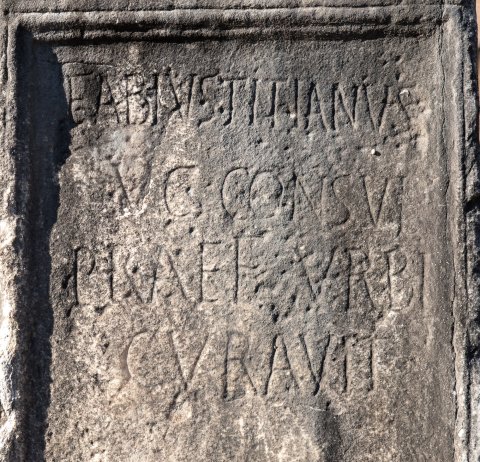 FABIVS·TITIANVS
V·C·CONSVL
PRAEF·VRBI
CVRAVIT